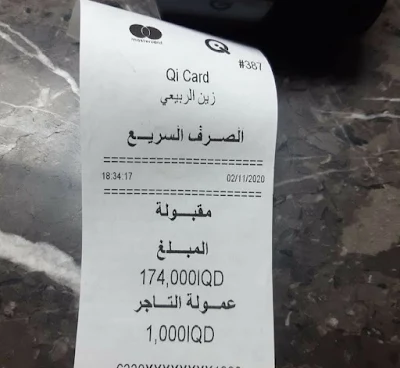 mastercard
#387
Qi Card
زين الربيعي
الصرف السريع
==========================
18:34:17 02/11/2020
==========================
مقبولة
المبلغ
174,000IQD
عمولة التاجر
1,000IQD